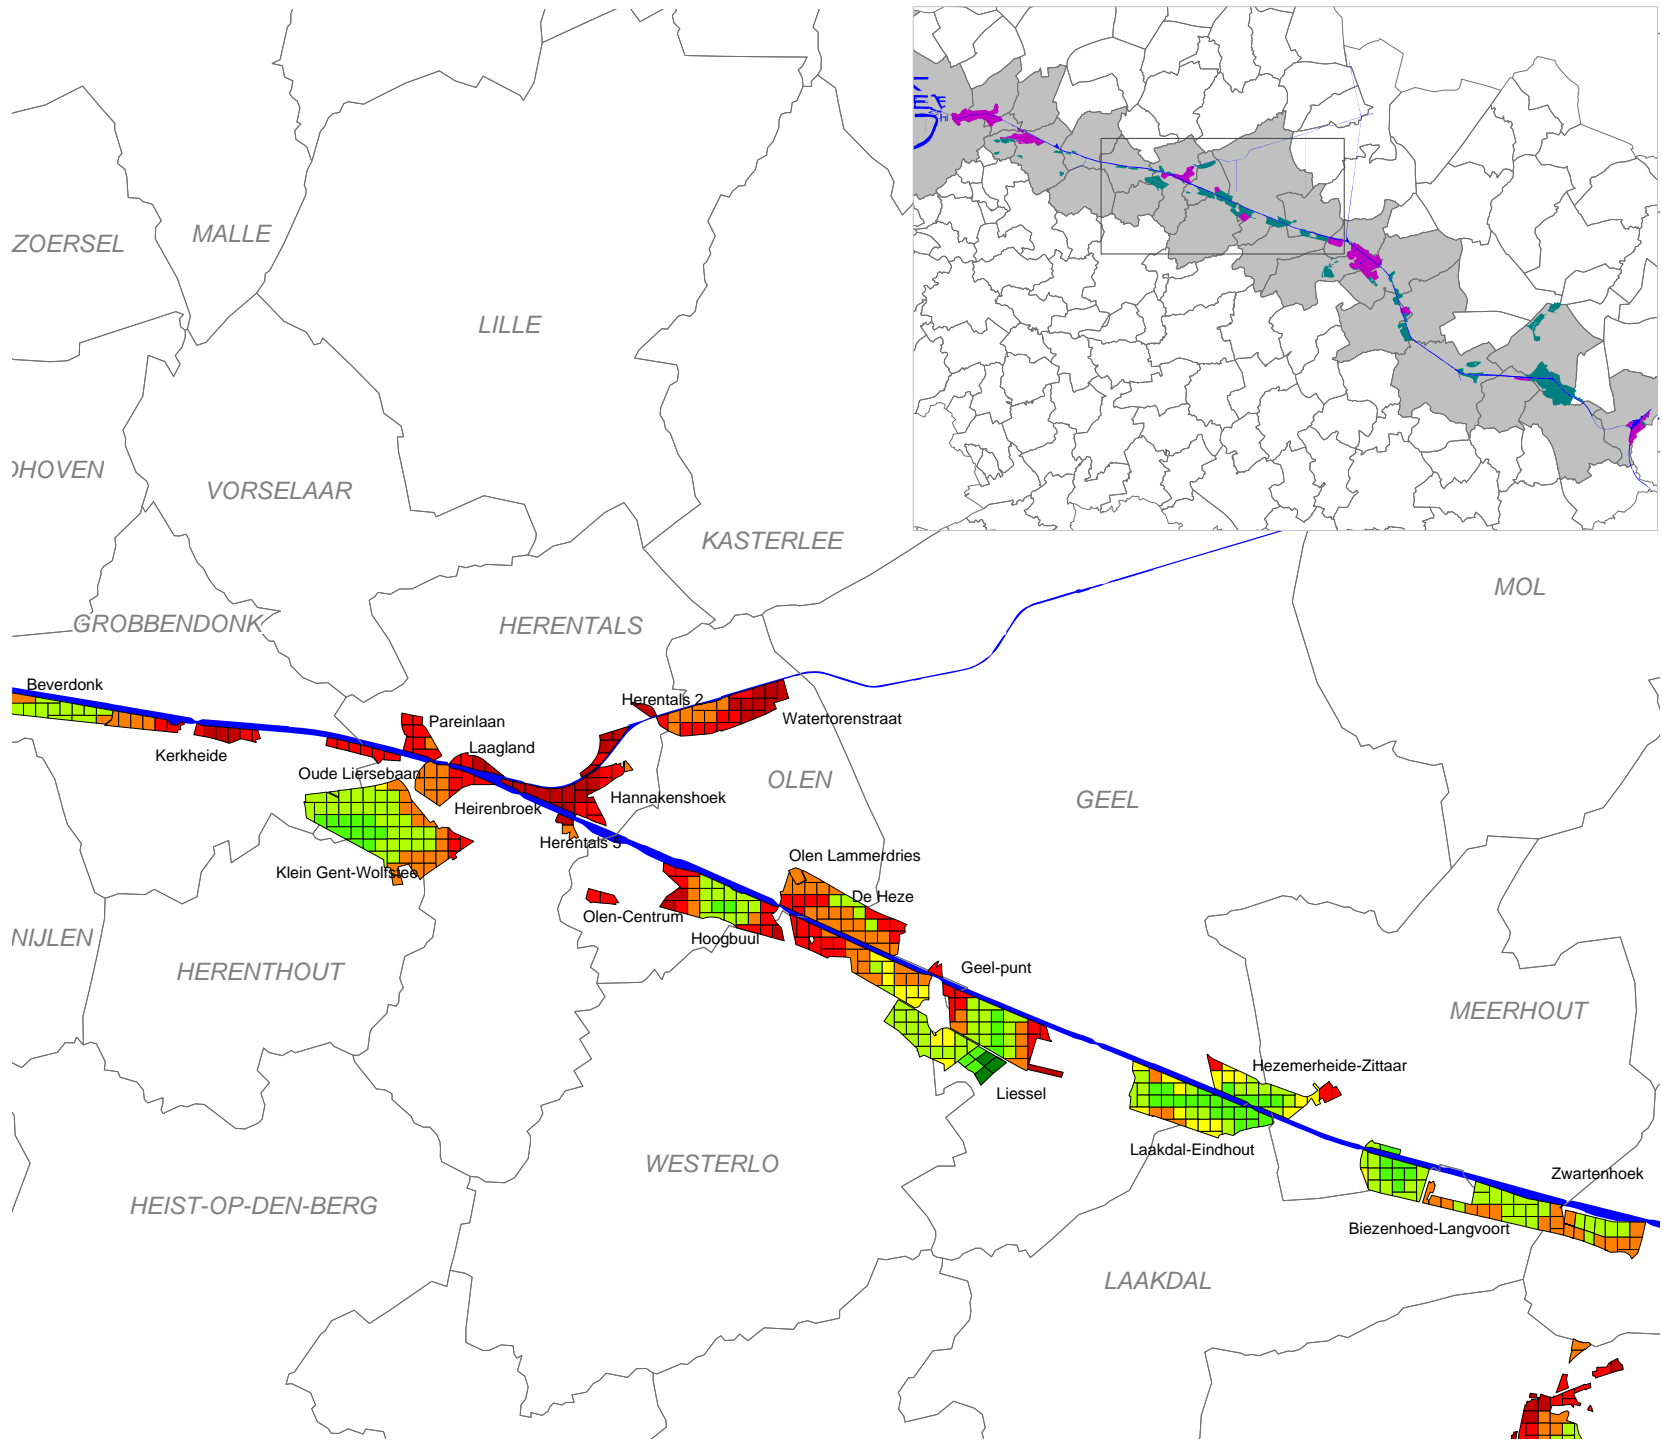 MALLE
ZOERSEL
LILLE
HOVEN
VORSELAAR
KASTERLEE
MOL
GROBBENDONK
HERENTALS
Beverdonk
Herentals 2
Pareinlaan
Watertorenstraat
Laagland
Kerkheide
Oude Liersebaan
OLEN
Hannakenshoek
GEEL
Heirenbroek
Herentals 3
Olen Lammerdries
Klein Gent-Wolfstee
De Heze
Olen-Centrum
Hoogbuul
NIJLEN
HERENTHOUT
Geel-punt
MEERHOUT
Hezemerheide-Zittaar
Liessel
Laakdal-Eindhout
WESTERLO
Zwartenhoek
HEIST-OP-DEN-BERG
Biezenhoed-Langvoort
LAAKDAL